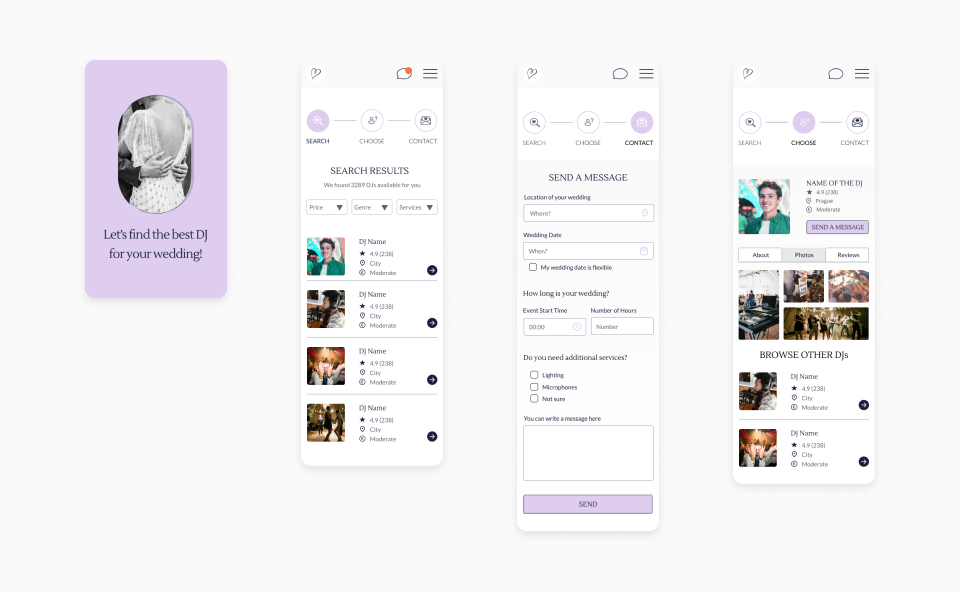 Let's find the best DJ
for your wedding!
SEARCH
CHOOSE
CONTACT
SEARCH RESULTS
We found 3289 DJs available for you
Price
Genre
Services
DJ Name
4.9 (238)
City
Moderate
DJ Name
4.9 (238)
City
Moderate
DJ Name
4.9 (238)
City
Moderate
DJ Name
4.9 (238)
City
Moderate
SEARCH
CHOOSE
CONTACT
SEND A MESSAGE
Location of your wedding
Where?
Wedding Date
When?
My wedding date is flexible
How long is your wedding?
Event Start Time
Number of Hours
00:00
Number
Do you need additional services?
Lighting
Microphones
Not sure
You can write a message here
SEND
SEARCH
CHOOSE
CONTACT
NAME OF THE DJ
4.9 (238)
Prague
Moderate
SEND A MESSAGE
About
Photos
Reviews
BROWSE OTHER DJs
DJ Name
4.9 (238)
City
Moderate
DJ Name
4.9 (238)
City
Moderate